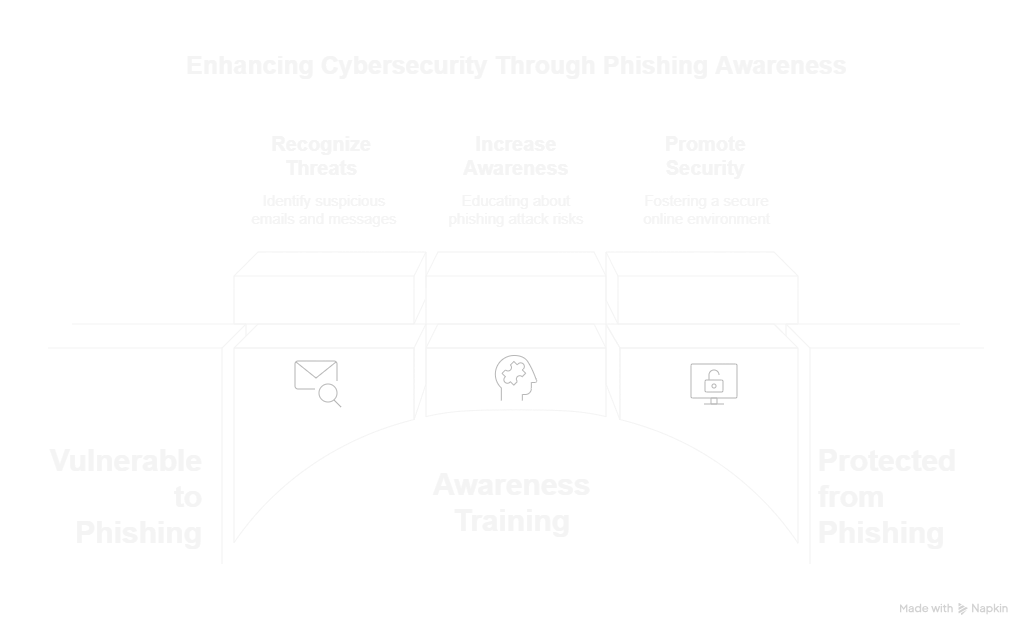 Enhancing Cybersecurity Through Phishing Awareness
Recognize
Threats
Identify suspicious
emails and messages
Increase
Awareness
Educating about
phishing attack risks
Promote
Security
Fostering a secure
online environment
Vulnerable
to
Phishing
Awareness
Training
Protected
from
Phishing
Made with Napkin